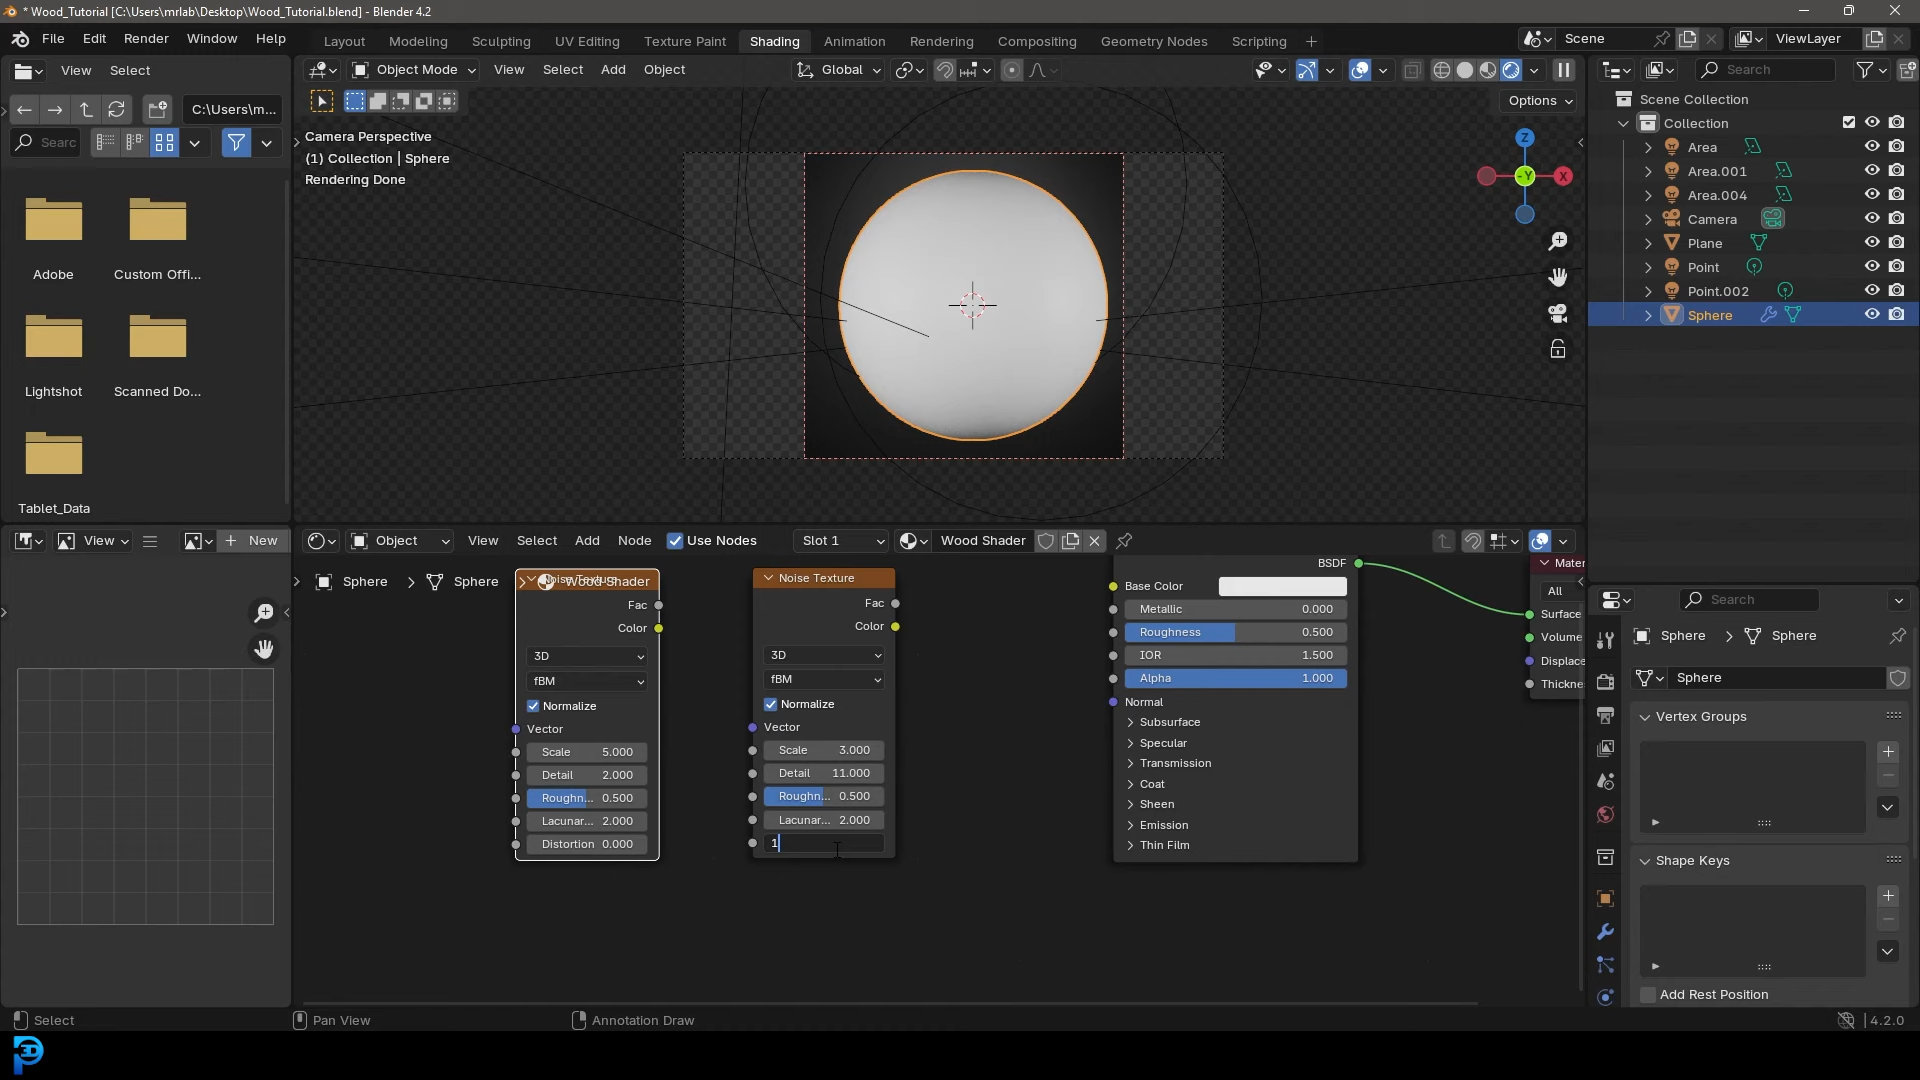 * Wood_Tutorial [C:\Users\mrlab\Desktop\Wood_Tutorial.blend] - Blender 4.2
File Edit Render Window Help
Layout Modeling Sculpting UV Editing Texture Paint Shading Animation Rendering Compositing Geometry Nodes Scripting +
Scene
ViewLayer
View Select
Object Mode View Select Add Object
Global
Search
C:\Users\m...
Searc
Options
Camera Perspective
(1) Collection | Sphere
Rendering Done
Z
-Y
X
Scene Collection
Collection
Area
Area.001
Area.004
Camera
Plane
Point
Point.002
Sphere
Adobe
Custom Offi...
Lightshot
Scanned Do...
Tablet_Data
View
+ New
Object View Select Add Node Use Nodes Slot 1 Wood Shader
Sphere > Sphere > Wood Shader
Noise Texture
Fac
Color
3D
fBM
Normalize
Vector
Scale 5.000
Detail 2.000
Roughn... 0.500
Lacunar... 2.000
Distortion 0.000
Noise Texture
Fac
Color
3D
fBM
Normalize
Vector
Scale 3.000
Detail 11.000
Roughn... 0.500
Lacunar... 2.000
1
BSDF
Base Color
Metallic 0.000
Roughness 0.500
IOR 1.500
Alpha 1.000
Normal
Subsurface
Specular
Transmission
Coat
Sheen
Emission
Thin Film
Mater
All
Surface
Volume
Displace
Thickne
Search
Sphere > Sphere
Sphere
Vertex Groups
Shape Keys
Add Rest Position
Select
Pan View
Annotation Draw
4.2.0